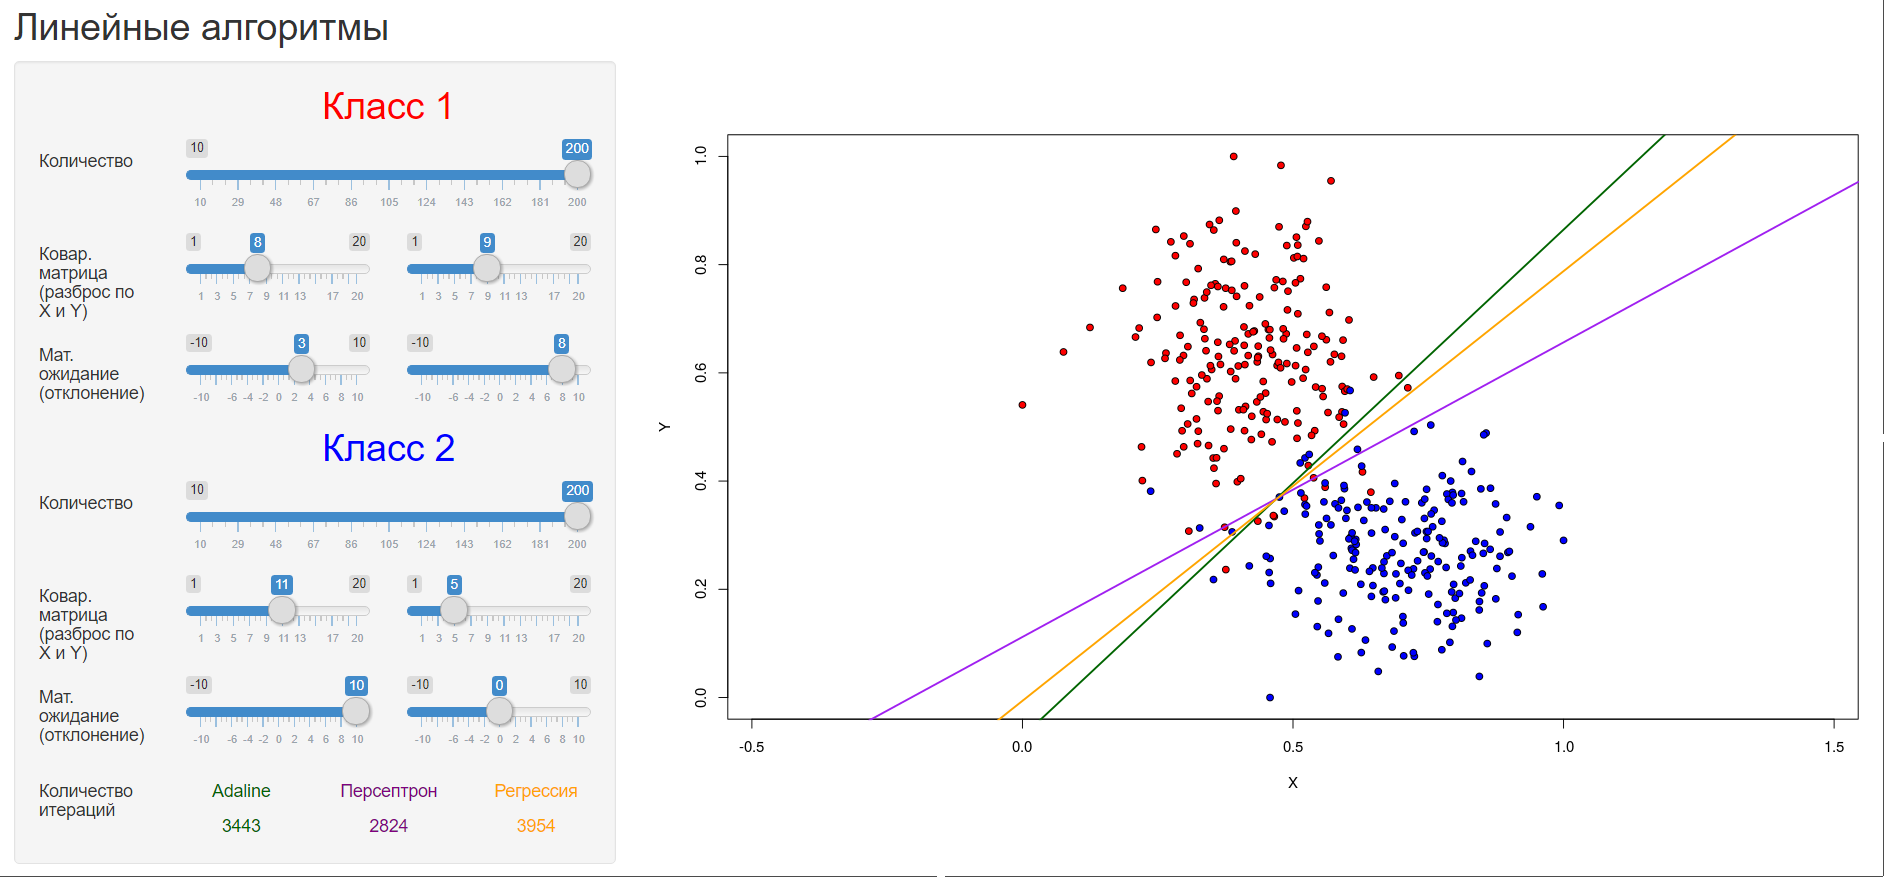 Линейные алгоритмы
Класс 1
10 200
Количество
10 29 48 67 86 105 124 143 162 181 200
1 8 20 1 9 20
Ковар.
матрица
(разброс по
X и Y)
1 3 5 7 9 11 13 17 20 1 3 5 7 9 11 13 17 20
-10 3 10 -10 8
Мат.
ожидание
(отклонение)
-10 -6 -4 -2 0 2 4 6 8 10 -10 -6 -4 -2 0 2 4 6 8 10
Класс 2
10 200
Количество
10 29 48 67 86 105 124 143 162 181 200
1 11 20 1 5 20
Ковар.
матрица
(разброс по
X и Y)
1 3 5 7 9 11 13 17 20 1 3 5 7 9 11 13 17 20
-10 10 -10 0 10
Мат.
ожидание
(отклонение)
-10 -6 -4 -2 0 2 4 6 8 10 -10 -6 -4 -2 0 2 4 6 8 10
Количество
итераций
Adaline Персептрон Регрессия
3443 2824 3954
Y
1.0
0.8
0.6
0.4
0.2
0.0
-0.5 0.0 0.5 1.0 1.5
X